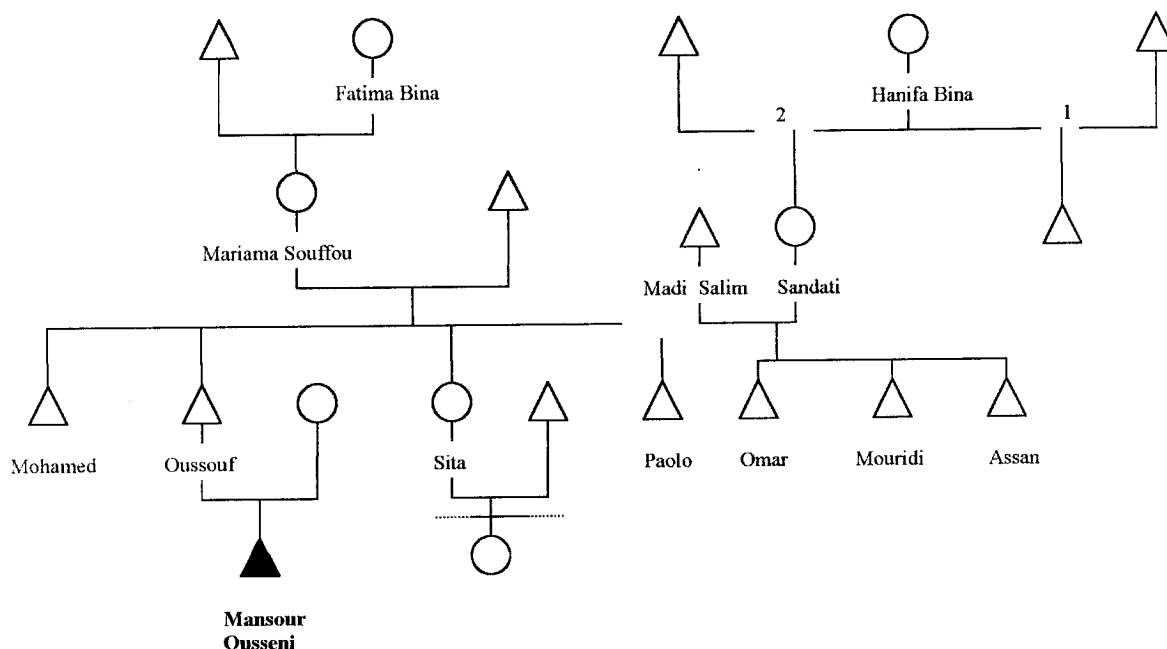 Fatima Bina
Hanifa Bina
2
1
Mariama Souffou
Madi Salim
Sandati
Mohamed
Oussouf
Sita
Paolo
Omar
Mouridi
Assan
Mansour
Ousseni